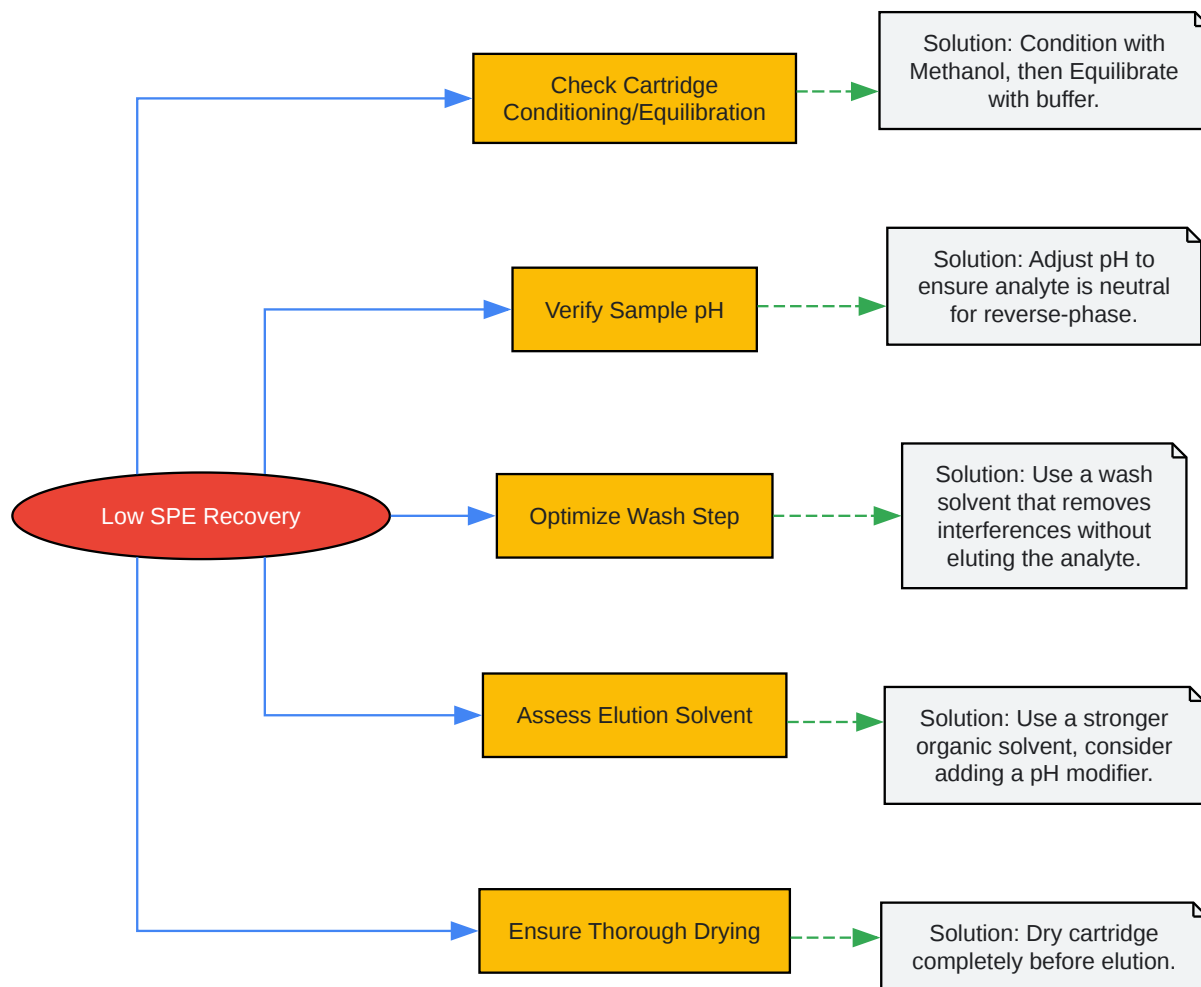 Solution: Condition with
Methanol, then Equilibrate
with buffer.
Check Cartridge
Conditioning/Equilibration
Solution: Adjust pH to
ensure analyte is neutral
for reverse-phase.
Verify Sample pH
Solution: Use a wash
solvent that removes
interferences without
eluting the analyte.
Low SPE Recovery
Optimize Wash Step
Solution: Use a stronger
organic solvent, consider
adding a pH modifier.
Assess Elution Solvent
Ensure Thorough Drying
Solution: Dry cartridge
completely before elution.